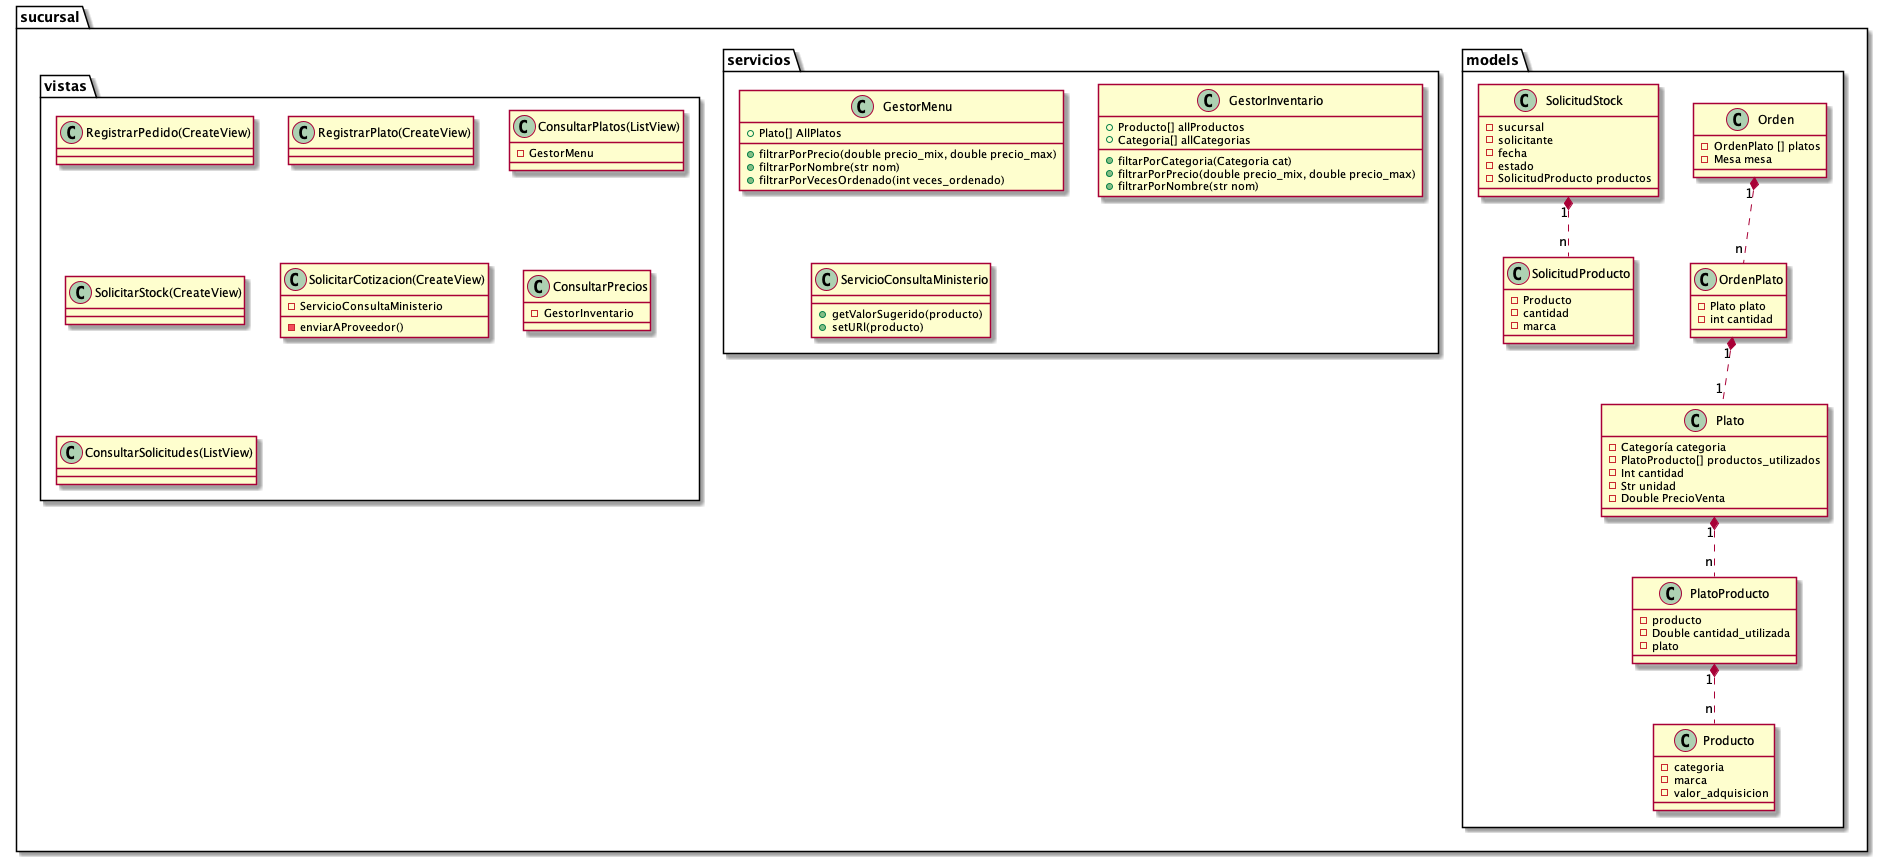 sucursal
vistas
C RegistrarPedido(CreateView)
C RegistrarPlato(CreateView)
C ConsultarPlatos(ListView)
GestorMenu
C SolicitarStock(CreateView)
C SolicitarCotizacion(CreateView)
ServicioConsultaMinisterio
enviarAProveedor()
C ConsultarPrecios
GestorInventario
C ConsultarSolicitudes(ListView)
servicios
C GestorMenu
Plato[] AllPlatos
filtrarPorPrecio(double precio_mix, double precio_max)
filtrarPorNombre(str nom)
filtrarPorVecesOrdenado(int veces_ordenado)
C GestorInventario
Producto[] allProductos
Categoria[] allCategorias
filtarPorCategoria(Categoria cat)
filtrarPorPrecio(double precio_mix, double precio_max)
filtrarPorNombre(str nom)
C ServicioConsultaMinisterio
getValorSugerido(producto)
setURl(producto)
models
C SolicitudStock
sucursal
solicitante
fecha
estado
SolicitudProducto productos
1
n
C SolicitudProducto
Producto
cantidad
marca
C Orden
OrdenPlato [] platos
Mesa mesa
1
n
C OrdenPlato
Plato plato
int cantidad
1
1
C Plato
Categoría categoria
PlatoProducto[] productos_utilizados
Int cantidad
Str unidad
Double PrecioVenta
1
n
C PlatoProducto
producto
Double cantidad_utilizada
plato
1
n
C Producto
categoria
marca
valor_adquisicion